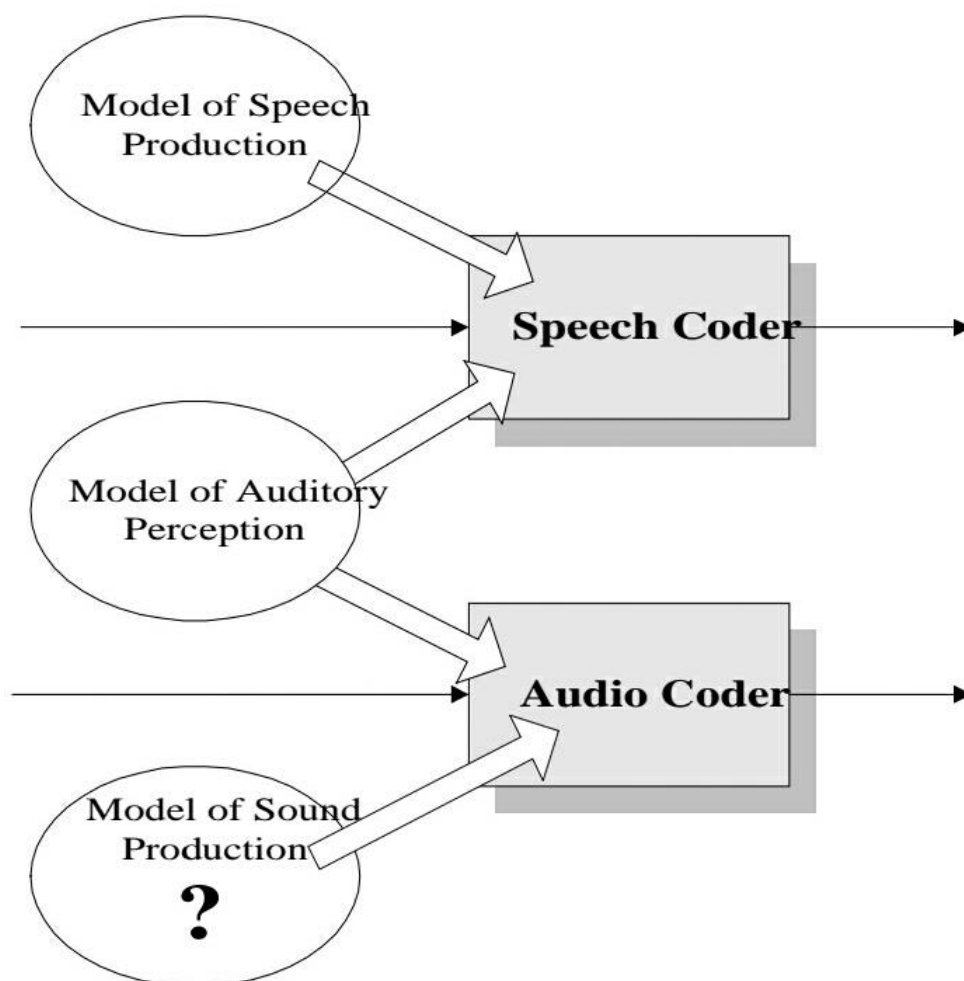 Model of Speech
Production
Speech Coder
Model of Auditory
Perception
Audio Coder
Model of Sound
Production
?